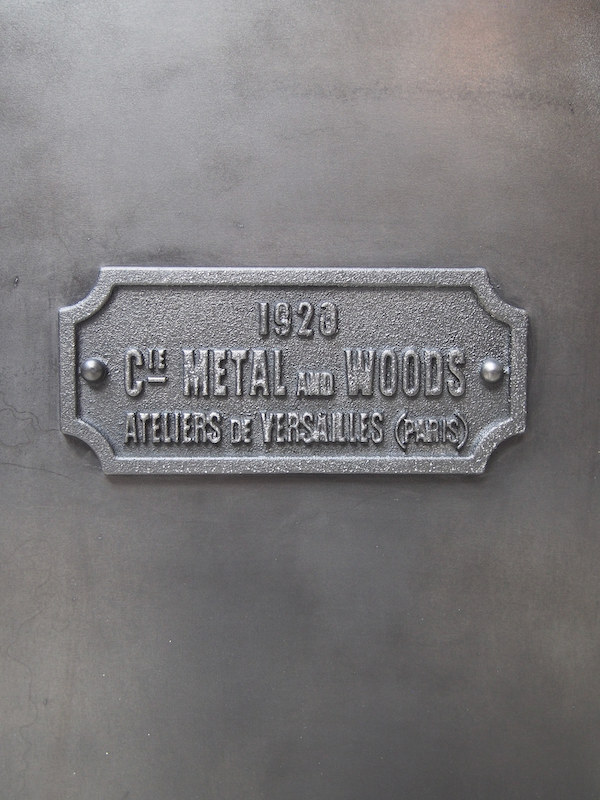 1920
Cie METAL AND WOODS
ATELIERS DE VERSAILLES (PARIS)